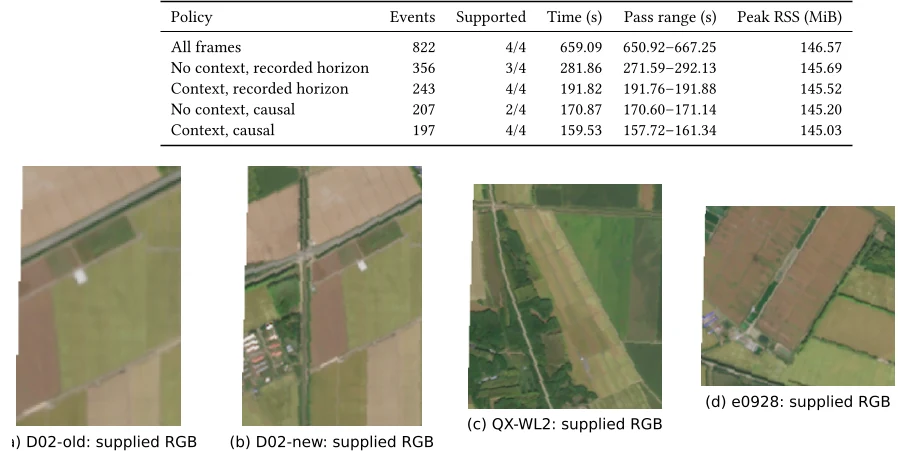 Policy Events Supported Time (s) Pass range (s) Peak RSS (MiB)
All frames 822 4/4 659.09 650.92–667.25 146.57
No context, recorded horizon 356 3/4 281.86 271.59–292.13 145.69
Context, recorded horizon 243 4/4 191.82 191.76–191.88 145.52
No context, causal 207 2/4 170.87 170.60–171.14 145.20
Context, causal 197 4/4 159.53 157.72–161.34 145.03
a) D02-old: supplied RGB
(b) D02-new: supplied RGB
(c) QX-WL2: supplied RGB
(d) e0928: supplied RGB